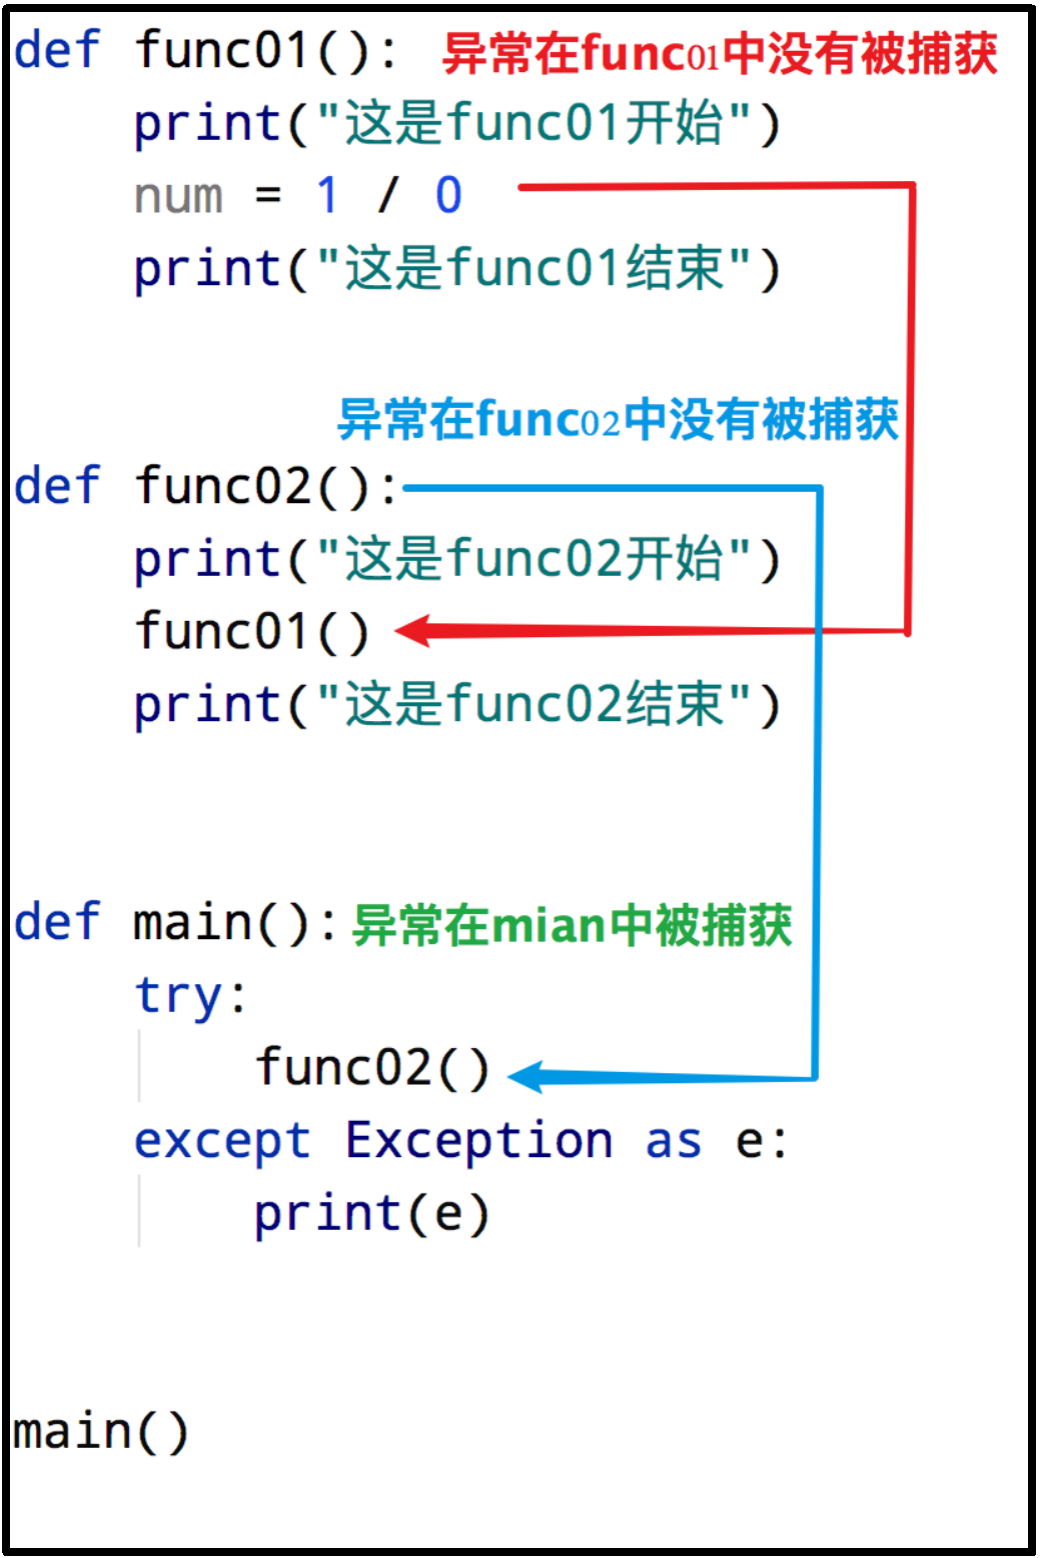 def func01(): 异常在func01中没有被捕获
    print("这是func01开始")
    num = 1 / 0
    print("这是func01结束")
异常在func02中没有被捕获
def func02():
    print("这是func02开始")
    func01()
    print("这是func02结束")
def main(): 异常在mian中被捕获
    try:
        func02()
    except Exception as e:
        print(e)
main()